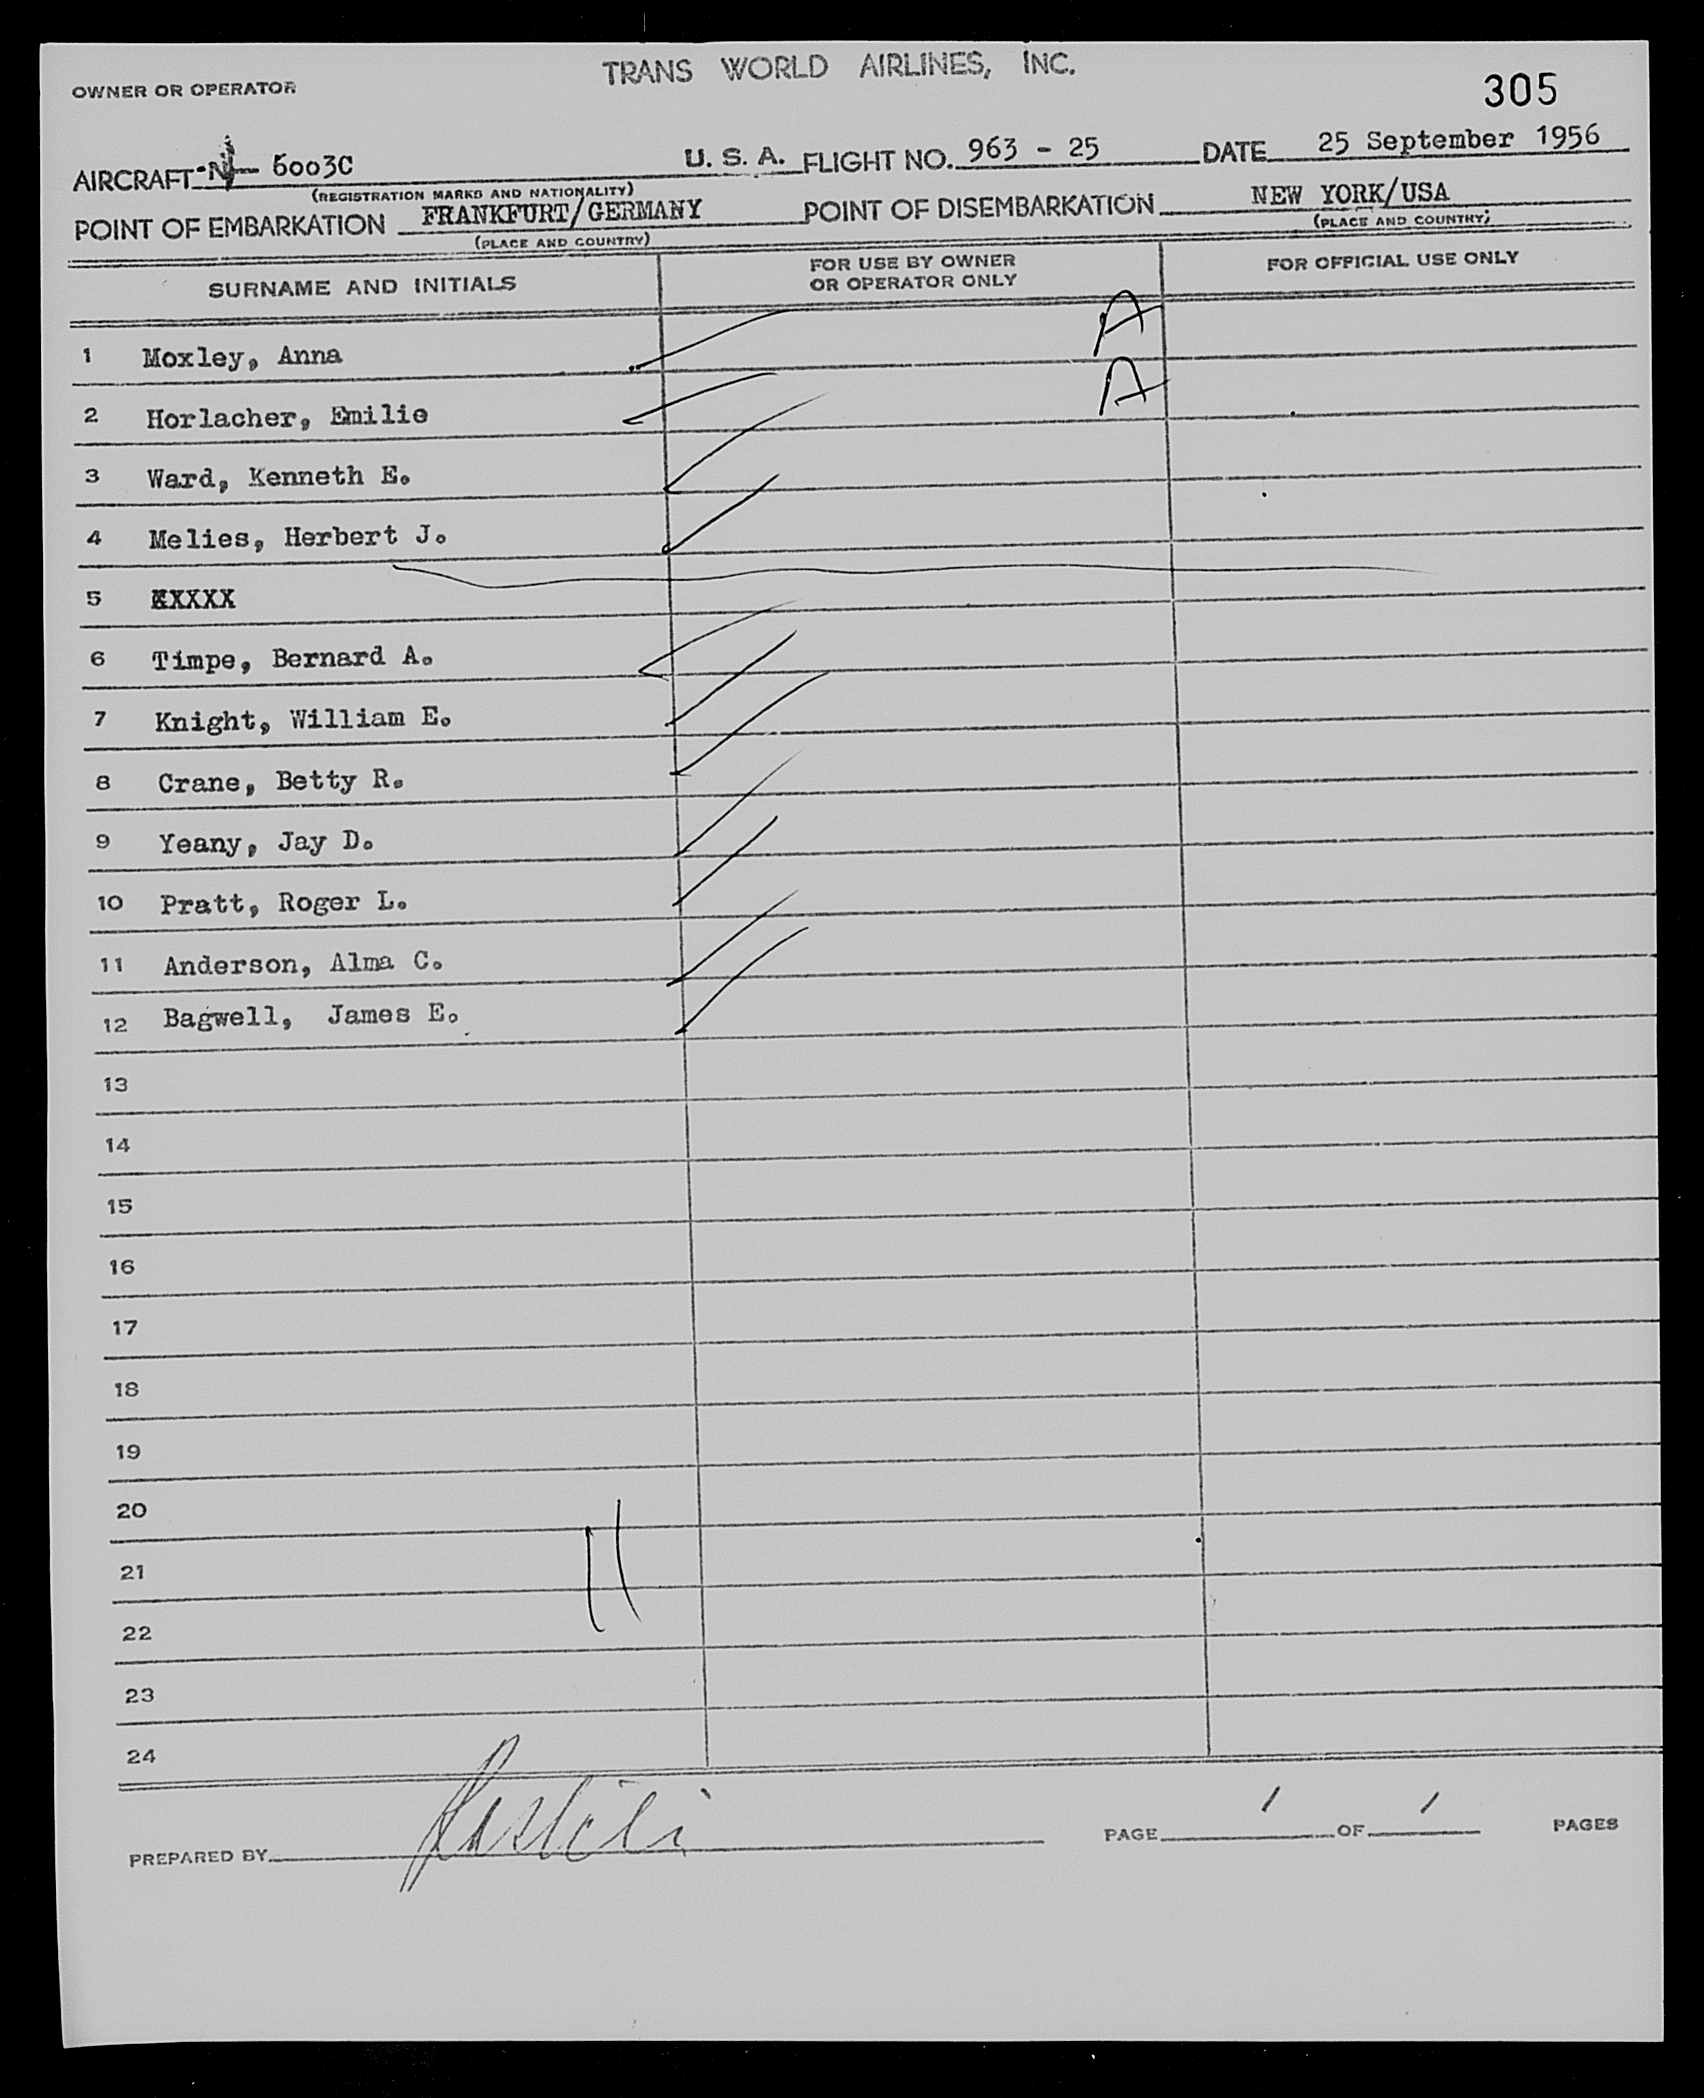 TRANS WORLD AIRLINES, INC.
OWNER OR OPERATOR
305
AIRCRAFT N 6003C U. S. A. FLIGHT NO. 963 - 25 DATE 25 September 1956
(REGISTRATION MARKS AND NATIONALITY)
POINT OF EMBARKATION FRANKFURT/GERMANY POINT OF DISEMBARKATION NEW YORK/USA
(PLACE AND COUNTRY) (PLACE AND COUNTRY)
SURNAME AND INITIALS FOR USE BY OWNER OR OPERATOR ONLY FOR OFFICIAL USE ONLY
1 Moxley, Anna A
2 Horlacher, Emilie A
3 Ward, Kenneth E.
4 Melies, Herbert J.
5 XXXXX
6 Timpe, Bernard A.
7 Knight, William E.
8 Crane, Betty R.
9 Yeany, Jay D.
10 Pratt, Roger L.
11 Anderson, Alma C.
12 Bagwell, James E.
13
14
15
16
17
18
19
20
21 11
22
23
24
PREPARED BY PAGE 1 OF 1 PAGES